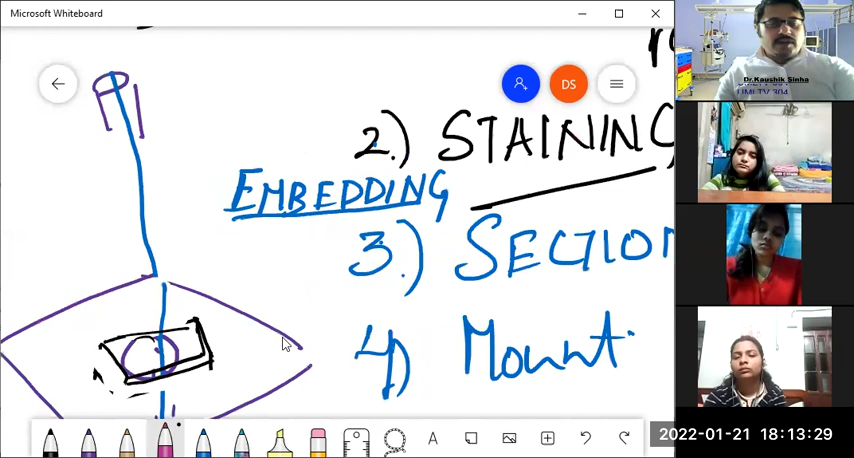 Microsoft Whiteboard
DS
Dr.Kaushik Sinha
2.) STAINING
EMBEDDING
3.) SECTION
4) Mount.
A
2022-01-21 18:13:29